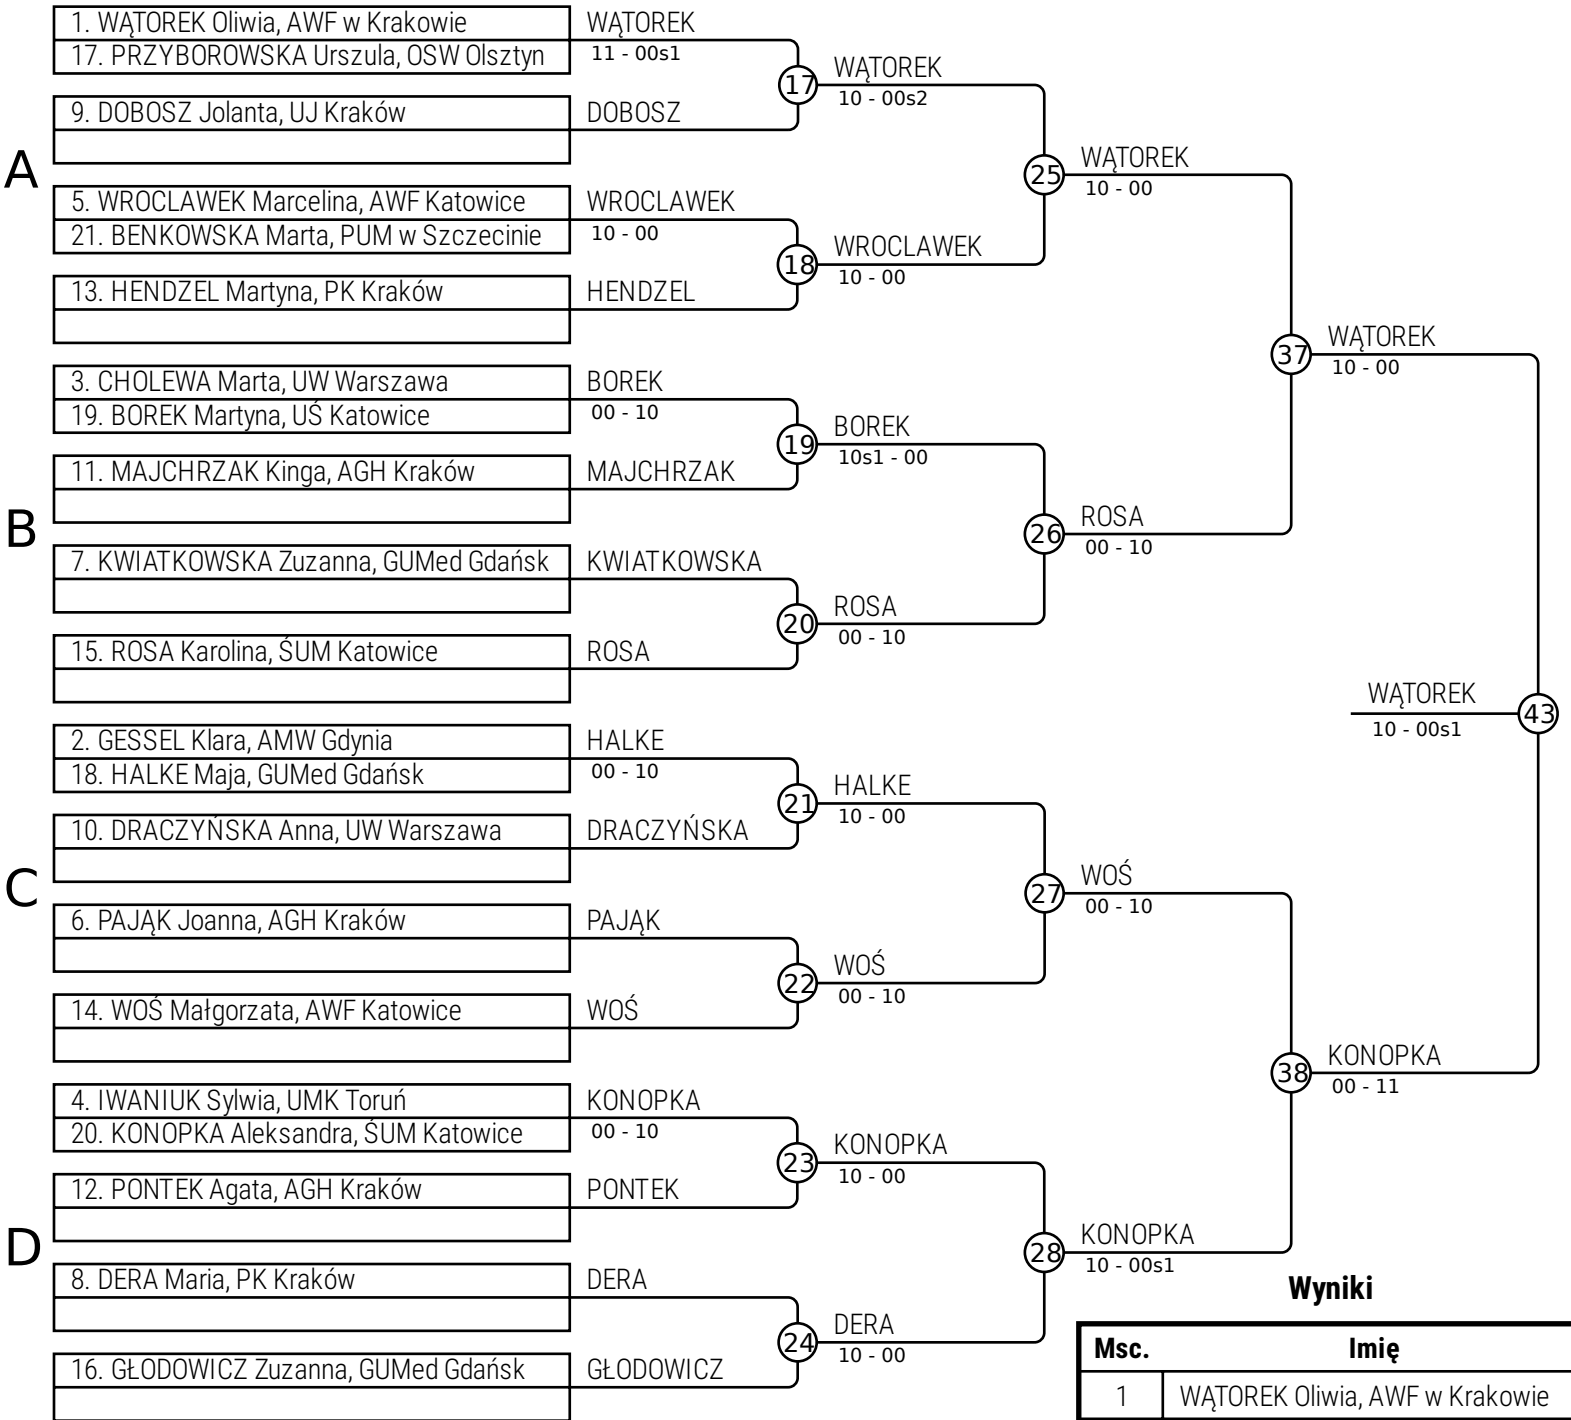 1. WĄTOREK Oliwia, AWF w Krakowie
17. PRZYBOROWSKA Urszula, OSW Olsztyn
WĄTOREK
11 - 00s1
9. DOBOSZ Jolanta, UJ Kraków
DOBOSZ
17
WĄTOREK
10 - 00s2
A
5. WROCLAWEK Marcelina, AWF Katowice
21. BENKOWSKA Marta, PUM w Szczecinie
WROCLAWEK
10 - 00
13. HENDZEL Martyna, PK Kraków
HENDZEL
18
WROCLAWEK
10 - 00
25
WĄTOREK
10 - 00
3. CHOLEWA Marta, UW Warszawa
19. BOREK Martyna, UŚ Katowice
BOREK
00 - 10
11. MAJCHRZAK Kinga, AGH Kraków
MAJCHRZAK
19
BOREK
10s1 - 00
B
7. KWIATKOWSKA Zuzanna, GUMed Gdańsk
KWIATKOWSKA
15. ROSA Karolina, ŚUM Katowice
ROSA
20
ROSA
00 - 10
26
ROSA
00 - 10
37
WĄTOREK
10 - 00
2. GESSEL Klara, AMW Gdynia
18. HALKE Maja, GUMed Gdańsk
HALKE
00 - 10
10. DRACZYŃSKA Anna, UW Warszawa
DRACZYŃSKA
21
HALKE
10 - 00
C
6. PAJĄK Joanna, AGH Kraków
PAJĄK
14. WOŚ Małgorzata, AWF Katowice
WOŚ
22
WOŚ
00 - 10
27
WOŚ
00 - 10
4. IWANIUK Sylwia, UMK Toruń
20. KONOPKA Aleksandra, ŚUM Katowice
KONOPKA
00 - 10
12. PONTEK Agata, AGH Kraków
PONTEK
23
KONOPKA
10 - 00
D
8. DERA Maria, PK Kraków
DERA
16. GŁODOWICZ Zuzanna, GUMed Gdańsk
GŁODOWICZ
24
DERA
10 - 00
28
KONOPKA
10 - 00s1
38
KONOPKA
00 - 11
WĄTOREK
10 - 00s1
43
Wyniki
Msc. Imię
1 WĄTOREK Oliwia, AWF w Krakowie